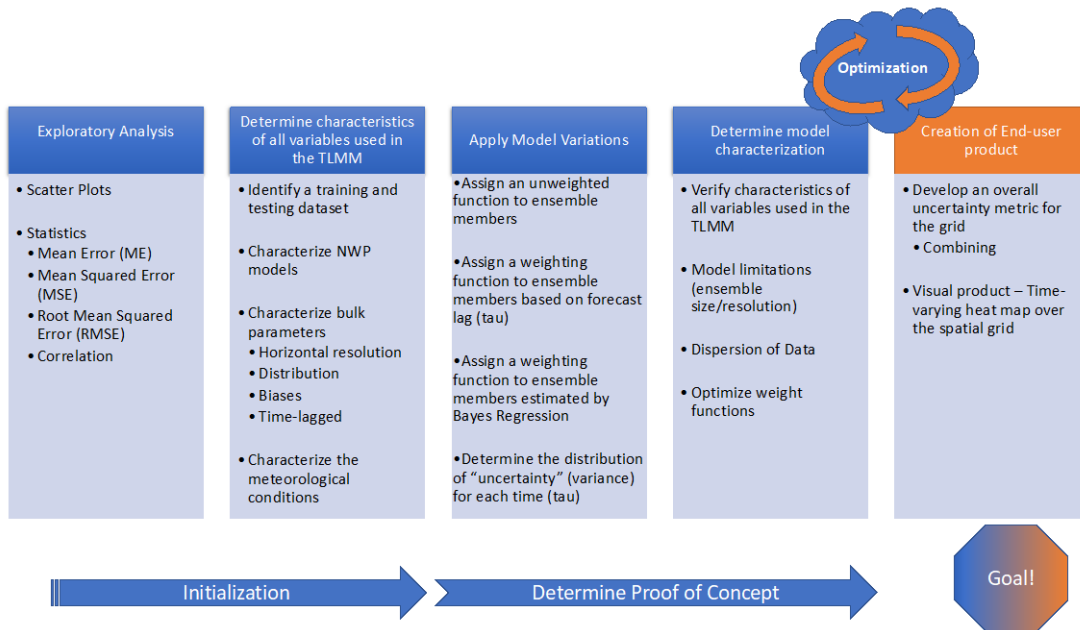 Optimization
Exploratory Analysis
• Scatter Plots
• Statistics
• Mean Error (ME)
• Mean Squared Error
(MSE)
• Root Mean Squared
Error (RMSE)
• Correlation
Determine characteristics
of all variables used in
the TLMM
• Identify a training and
testing dataset
• Characterize NWP
models
• Characterize bulk
parameters
• Horizontal resolution
• Distribution
• Biases
• Time-lagged
• Characterize the
meteorological
conditions
Apply Model Variations
•Assign an unweighted
function to ensemble
members
•Assign a weighting
function to ensemble
members based on forecast
lag (tau)
•Assign a weighting
function to ensemble
members estimated by
Bayes Regression
•Determine the distribution
of “uncertainty” (variance)
for each time (tau)
Determine model
characterization
• Verify characteristics of
all variables used in the
TLMM
• Model limitations
(ensemble
size/resolution)
• Dispersion of Data
• Optimize weight
functions
Creation of End-user
product
• Develop an overall
uncertainty metric for
the grid
• Combining
• Visual product – Time-
varying heat map over
the spatial grid
Initialization
Determine Proof of Concept
Goal!